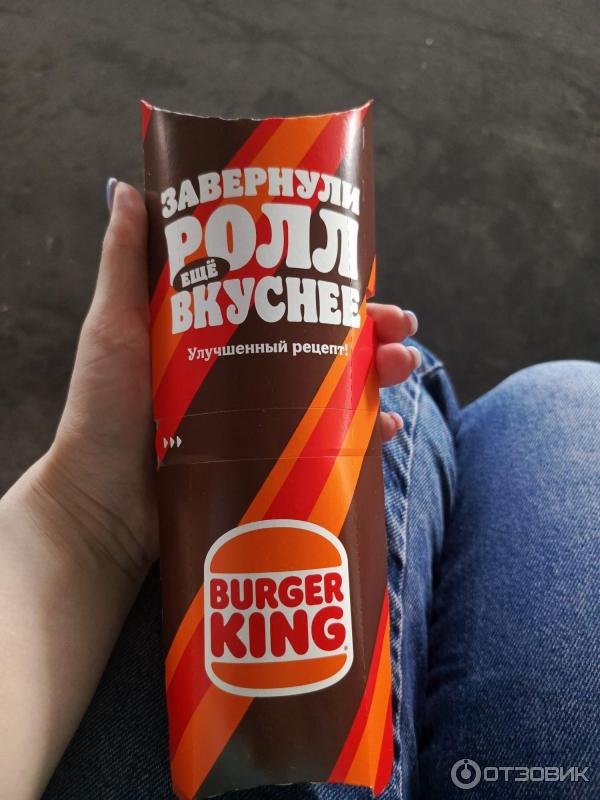 ЗАВЕРНУЛИ
РОЛЛ
ЕЩЁ
ВКУСНЕЕ
Улучшенный рецепт!
BURGER
KING
®
ОТЗОВИК